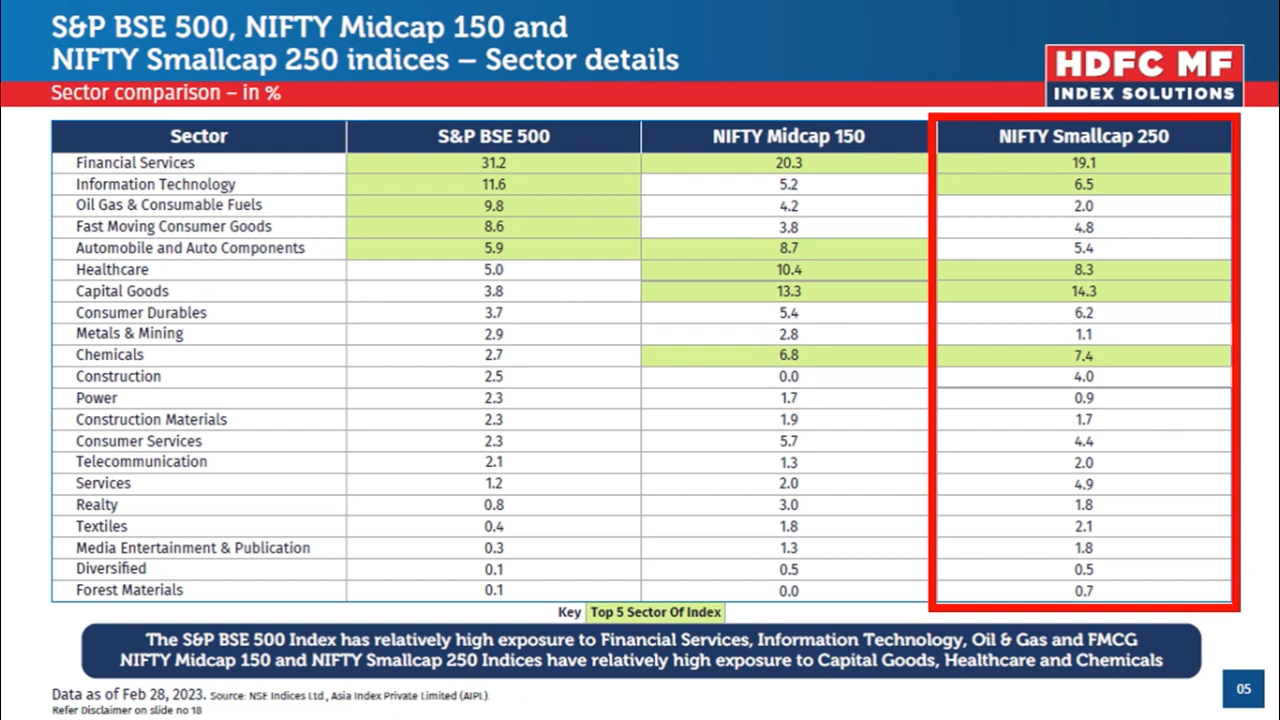 S&P BSE 500, NIFTY Midcap 150 and
NIFTY Smallcap 250 indices – Sector details
HDFC MF
INDEX SOLUTIONS
Sector comparison – in %
Sector S&P BSE 500 NIFTY Midcap 150 NIFTY Smallcap 250
Financial Services 31.2 20.3 19.1
Information Technology 11.6 5.2 6.5
Oil Gas & Consumable Fuels 9.8 4.2 2.0
Fast Moving Consumer Goods 8.6 3.8 4.8
Automobile and Auto Components 5.9 8.7 5.4
Healthcare 5.0 10.4 8.3
Capital Goods 3.8 13.3 14.3
Consumer Durables 3.7 5.4 6.2
Metals & Mining 2.9 2.8 1.1
Chemicals 2.7 6.8 7.4
Construction 2.5 0.0 4.0
Power 2.3 1.7 0.9
Construction Materials 2.3 1.9 1.7
Consumer Services 2.3 5.7 4.4
Telecommunication 2.1 1.3 2.0
Services 1.2 2.0 4.9
Realty 0.8 3.0 1.8
Textiles 0.4 1.8 2.1
Media Entertainment & Publication 0.3 1.3 1.8
Diversified 0.1 0.5 0.5
Forest Materials 0.1 0.0 0.7
Key Top 5 Sector Of Index
The S&P BSE 500 Index has relatively high exposure to Financial Services, Information Technology, Oil & Gas and FMCG
NIFTY Midcap 150 and NIFTY Smallcap 250 Indices have relatively high exposure to Capital Goods, Healthcare and Chemicals
Data as of Feb 28, 2023. Source: NSE Indices Ltd., Asia Index Private Limited (AIPL).
Refer Disclaimer on slide no 18
05